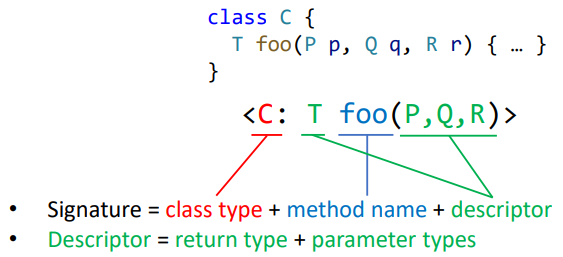 class C {
T foo(P p, Q q, R r) { … }
}
<C: T foo(P,Q,R)>
• Signature = class type + method name + descriptor
• Descriptor = return type + parameter types